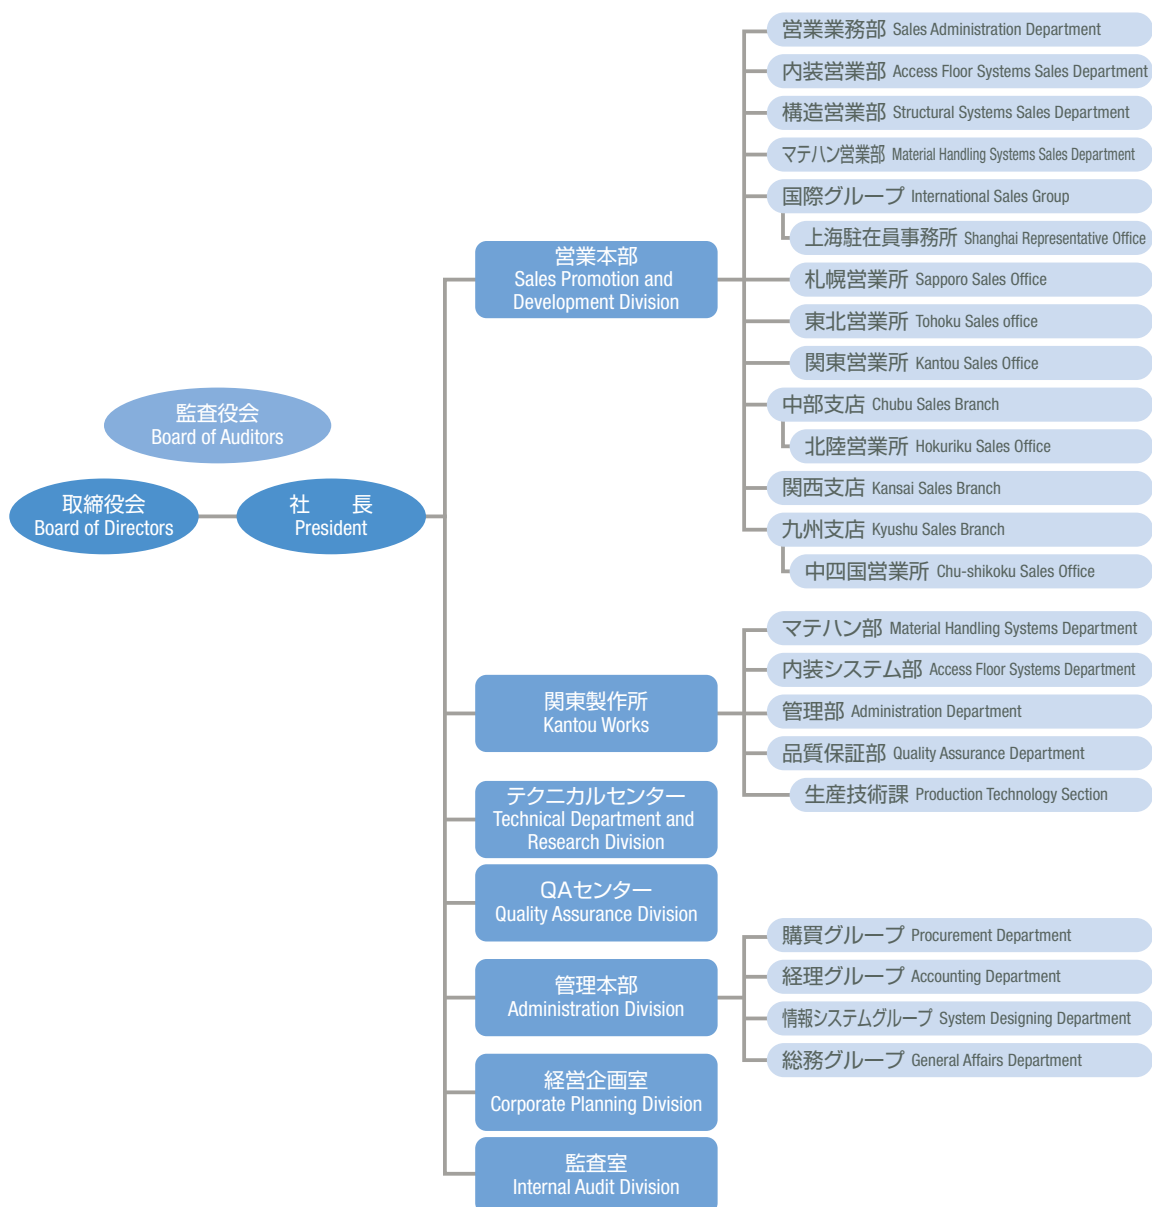 監査役会
Board of Auditors
取締役会
Board of Directors
社　長
President
営業本部
Sales Promotion and
Development Division
営業業務部 Sales Administration Department
内装営業部 Access Floor Systems Sales Department
構造営業部 Structural Systems Sales Department
マテハン営業部 Material Handling Systems Sales Department
国際グループ International Sales Group
上海駐在員事務所 Shanghai Representative Office
札幌営業所 Sapporo Sales Office
東北営業所 Tohoku Sales office
関東営業所 Kantou Sales Office
中部支店 Chubu Sales Branch
北陸営業所 Hokuriku Sales Office
関西支店 Kansai Sales Branch
九州支店 Kyushu Sales Branch
中四国営業所 Chu-shikoku Sales Office
関東製作所
Kantou Works
マテハン部 Material Handling Systems Department
内装システム部 Access Floor Systems Department
管理部 Administration Department
品質保証部 Quality Assurance Department
生産技術課 Production Technology Section
テクニカルセンター
Technical Department and
Research Division
QAセンター
Quality Assurance Division
管理本部
Administration Division
購買グループ Procurement Department
経理グループ Accounting Department
情報システムグループ System Designing Department
総務グループ General Affairs Department
経営企画室
Corporate Planning Division
監査室
Internal Audit Division